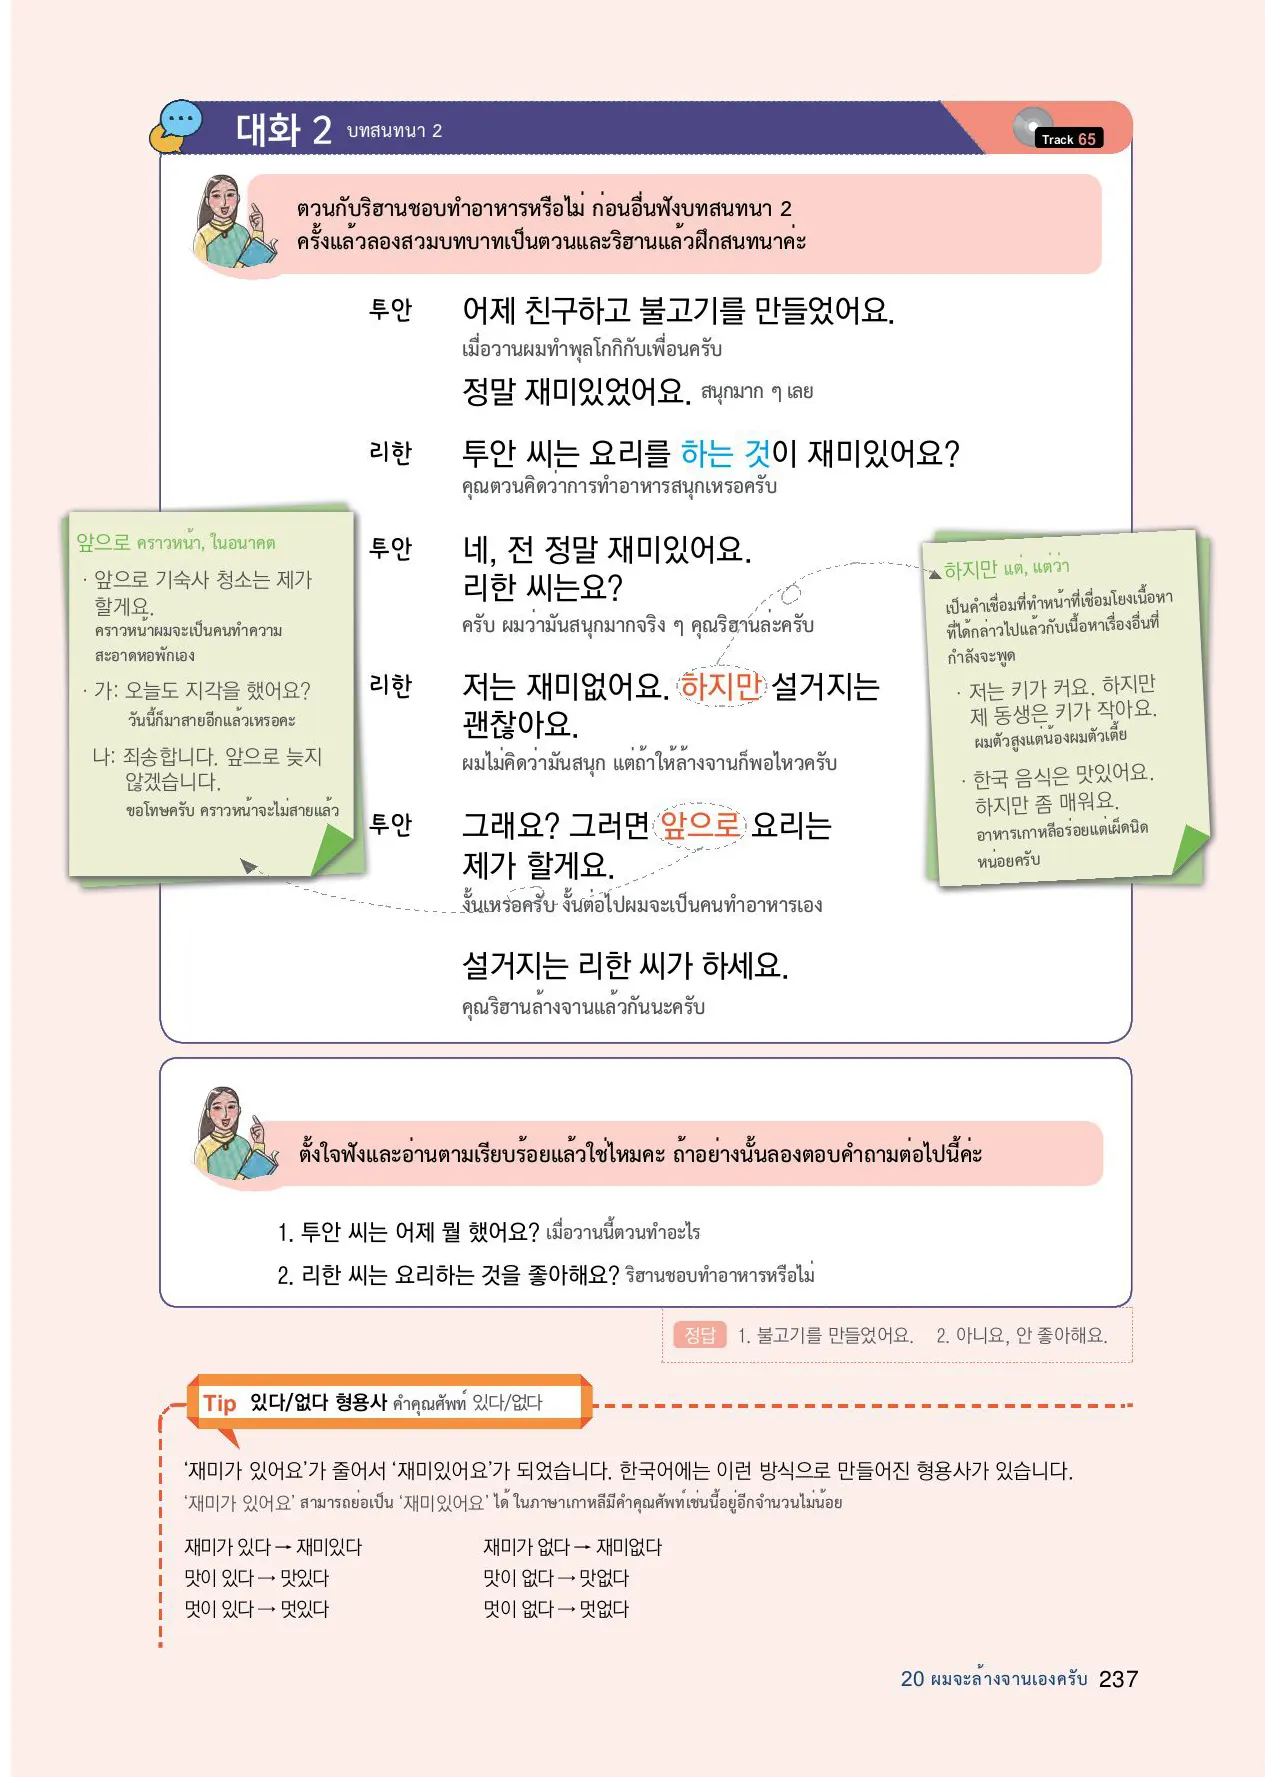 대화 2 บทสนทนา 2
Track 65
ตวนกับริฮานชอบทำอาหารหรือไม่ ก่อนอื่นฟังบทสนทนา 2
ครั้งแล้วลองสวมบทบาทเป็นตวนและริฮานแล้วฝึกสนทนาค่ะ
투안 어제 친구하고 불고기를 만들었어요.
เมื่อวานผมทำพุลโกกิกับเพื่อนครับ
정말 재미있었어요. สนุกมาก ๆ เลย
리한 투안 씨는 요리를 하는 것이 재미있어요?
คุณตวนคิดว่าการทำอาหารสนุกเหรอครับ
투안 네, 전 정말 재미있어요.
리한 씨는요?
ครับ ผมว่ามันสนุกมากจริง ๆ คุณริฮานล่ะครับ
리한 저는 재미없어요. 하지만 설거지는
괜찮아요.
ผมไม่คิดว่ามันสนุก แต่ถ้าให้ล้างจานก็พอไหวครับ
투안 그래요? 그러면 앞으로 요리는
제가 할게요.
งั้นเหรอครับ งั้นต่อไปผมจะเป็นคนทำอาหารเอง
설거지는 리한 씨가 하세요.
คุณริฮานล้างจานแล้วกันนะครับ
앞으로 คราวหน้า, ในอนาคต
· 앞으로 기숙사 청소는 제가
할게요.
คราวหน้าผมจะเป็นคนทำความ
สะอาดหอพักเอง
· 가: 오늘도 지각을 했어요?
วันนี้ก็มาสายอีกแล้วเหรอคะ
나: 죄송합니다. 앞으로 늦지
않겠습니다.
ขอโทษครับ คราวหน้าจะไม่สายแล้ว
하지만 แต่, แต่ว่า
เป็นคำเชื่อมที่ทำหน้าที่เชื่อมโยงเนื้อหา
ที่ได้กล่าวไปแล้วกับเนื้อหาเรื่องอื่นที่
กำลังจะพูด
· 저는 키가 커요. 하지만
제 동생은 키가 작아요.
ผมตัวสูงแต่น้องผมตัวเตี้ย
· 한국 음식은 맛있어요.
하지만 좀 매워요.
อาหารเกาหลีอร่อยแต่เผ็ดนิด
หน่อยครับ
ตั้งใจฟังและอ่านตามเรียบร้อยแล้วใช่ไหมคะ ถ้าอย่างนั้นลองตอบคำถามต่อไปนี้ค่ะ
1. 투안 씨는 어제 뭘 했어요? เมื่อวานนี้ตวนทำอะไร
2. 리한 씨는 요리하는 것을 좋아해요? ริฮานชอบทำอาหารหรือไม่
정답 1. 불고기를 만들었어요. 2. 아니요, 안 좋아해요.
Tip 있다/없다 형용사 คำคุณศัพท์ 있다/없다
‘재미가 있어요’가 줄어서 ‘재미있어요’가 되었습니다. 한국어에는 이런 방식으로 만들어진 형용사가 있습니다.
‘재미가 있어요’ สามารถย่อเป็น ‘재미있어요’ ได้ ในภาษาเกาหลีมีคำคุณศัพท์เช่นนี้อยู่อีกจำนวนไม่น้อย
재미가 있다 → 재미있다 재미가 없다 → 재미없다
맛이 있다 → 맛있다 맛이 없다 → 맛없다
멋이 있다 → 멋있다 멋이 없다 → 멋없다
20 ผมจะล้างจานเองครับ 237